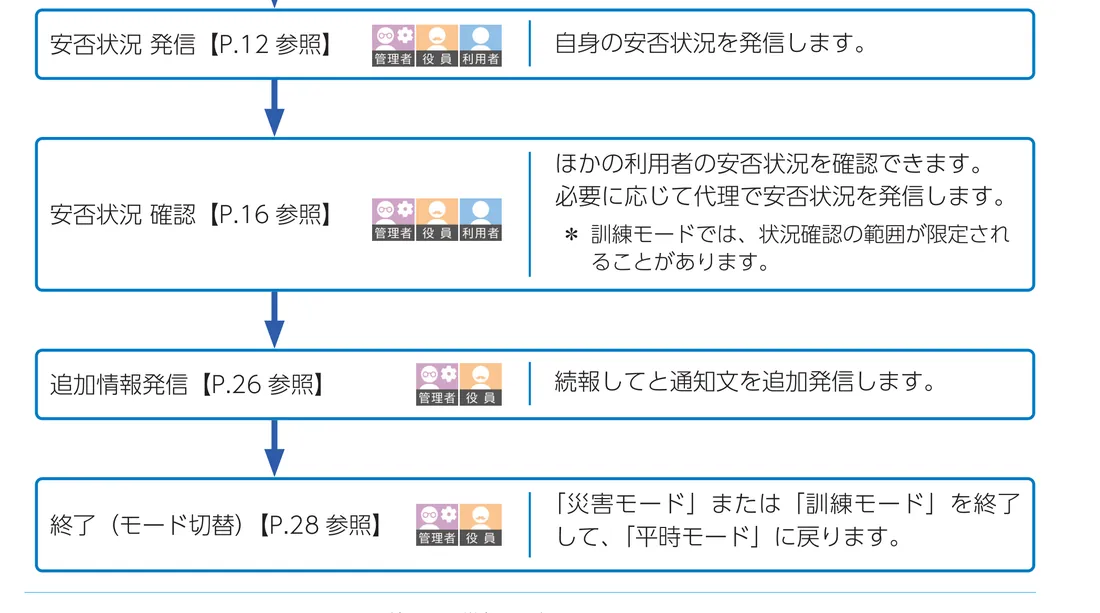 安否状況 発信【P.12 参照】
管理者 役員 利用者
自身の安否状況を発信します。
安否状況 確認【P.16 参照】
管理者 役員 利用者
ほかの利用者の安否状況を確認できます。
必要に応じて代理で安否状況を発信します。
＊ 訓練モードでは、状況確認の範囲が限定され
ることがあります。
追加情報発信【P.26 参照】
管理者 役員
続報してと通知文を追加発信します。
終了（モード切替）【P.28 参照】
管理者 役員
「災害モード」または「訓練モード」を終了
して、「平時モード」に戻ります。